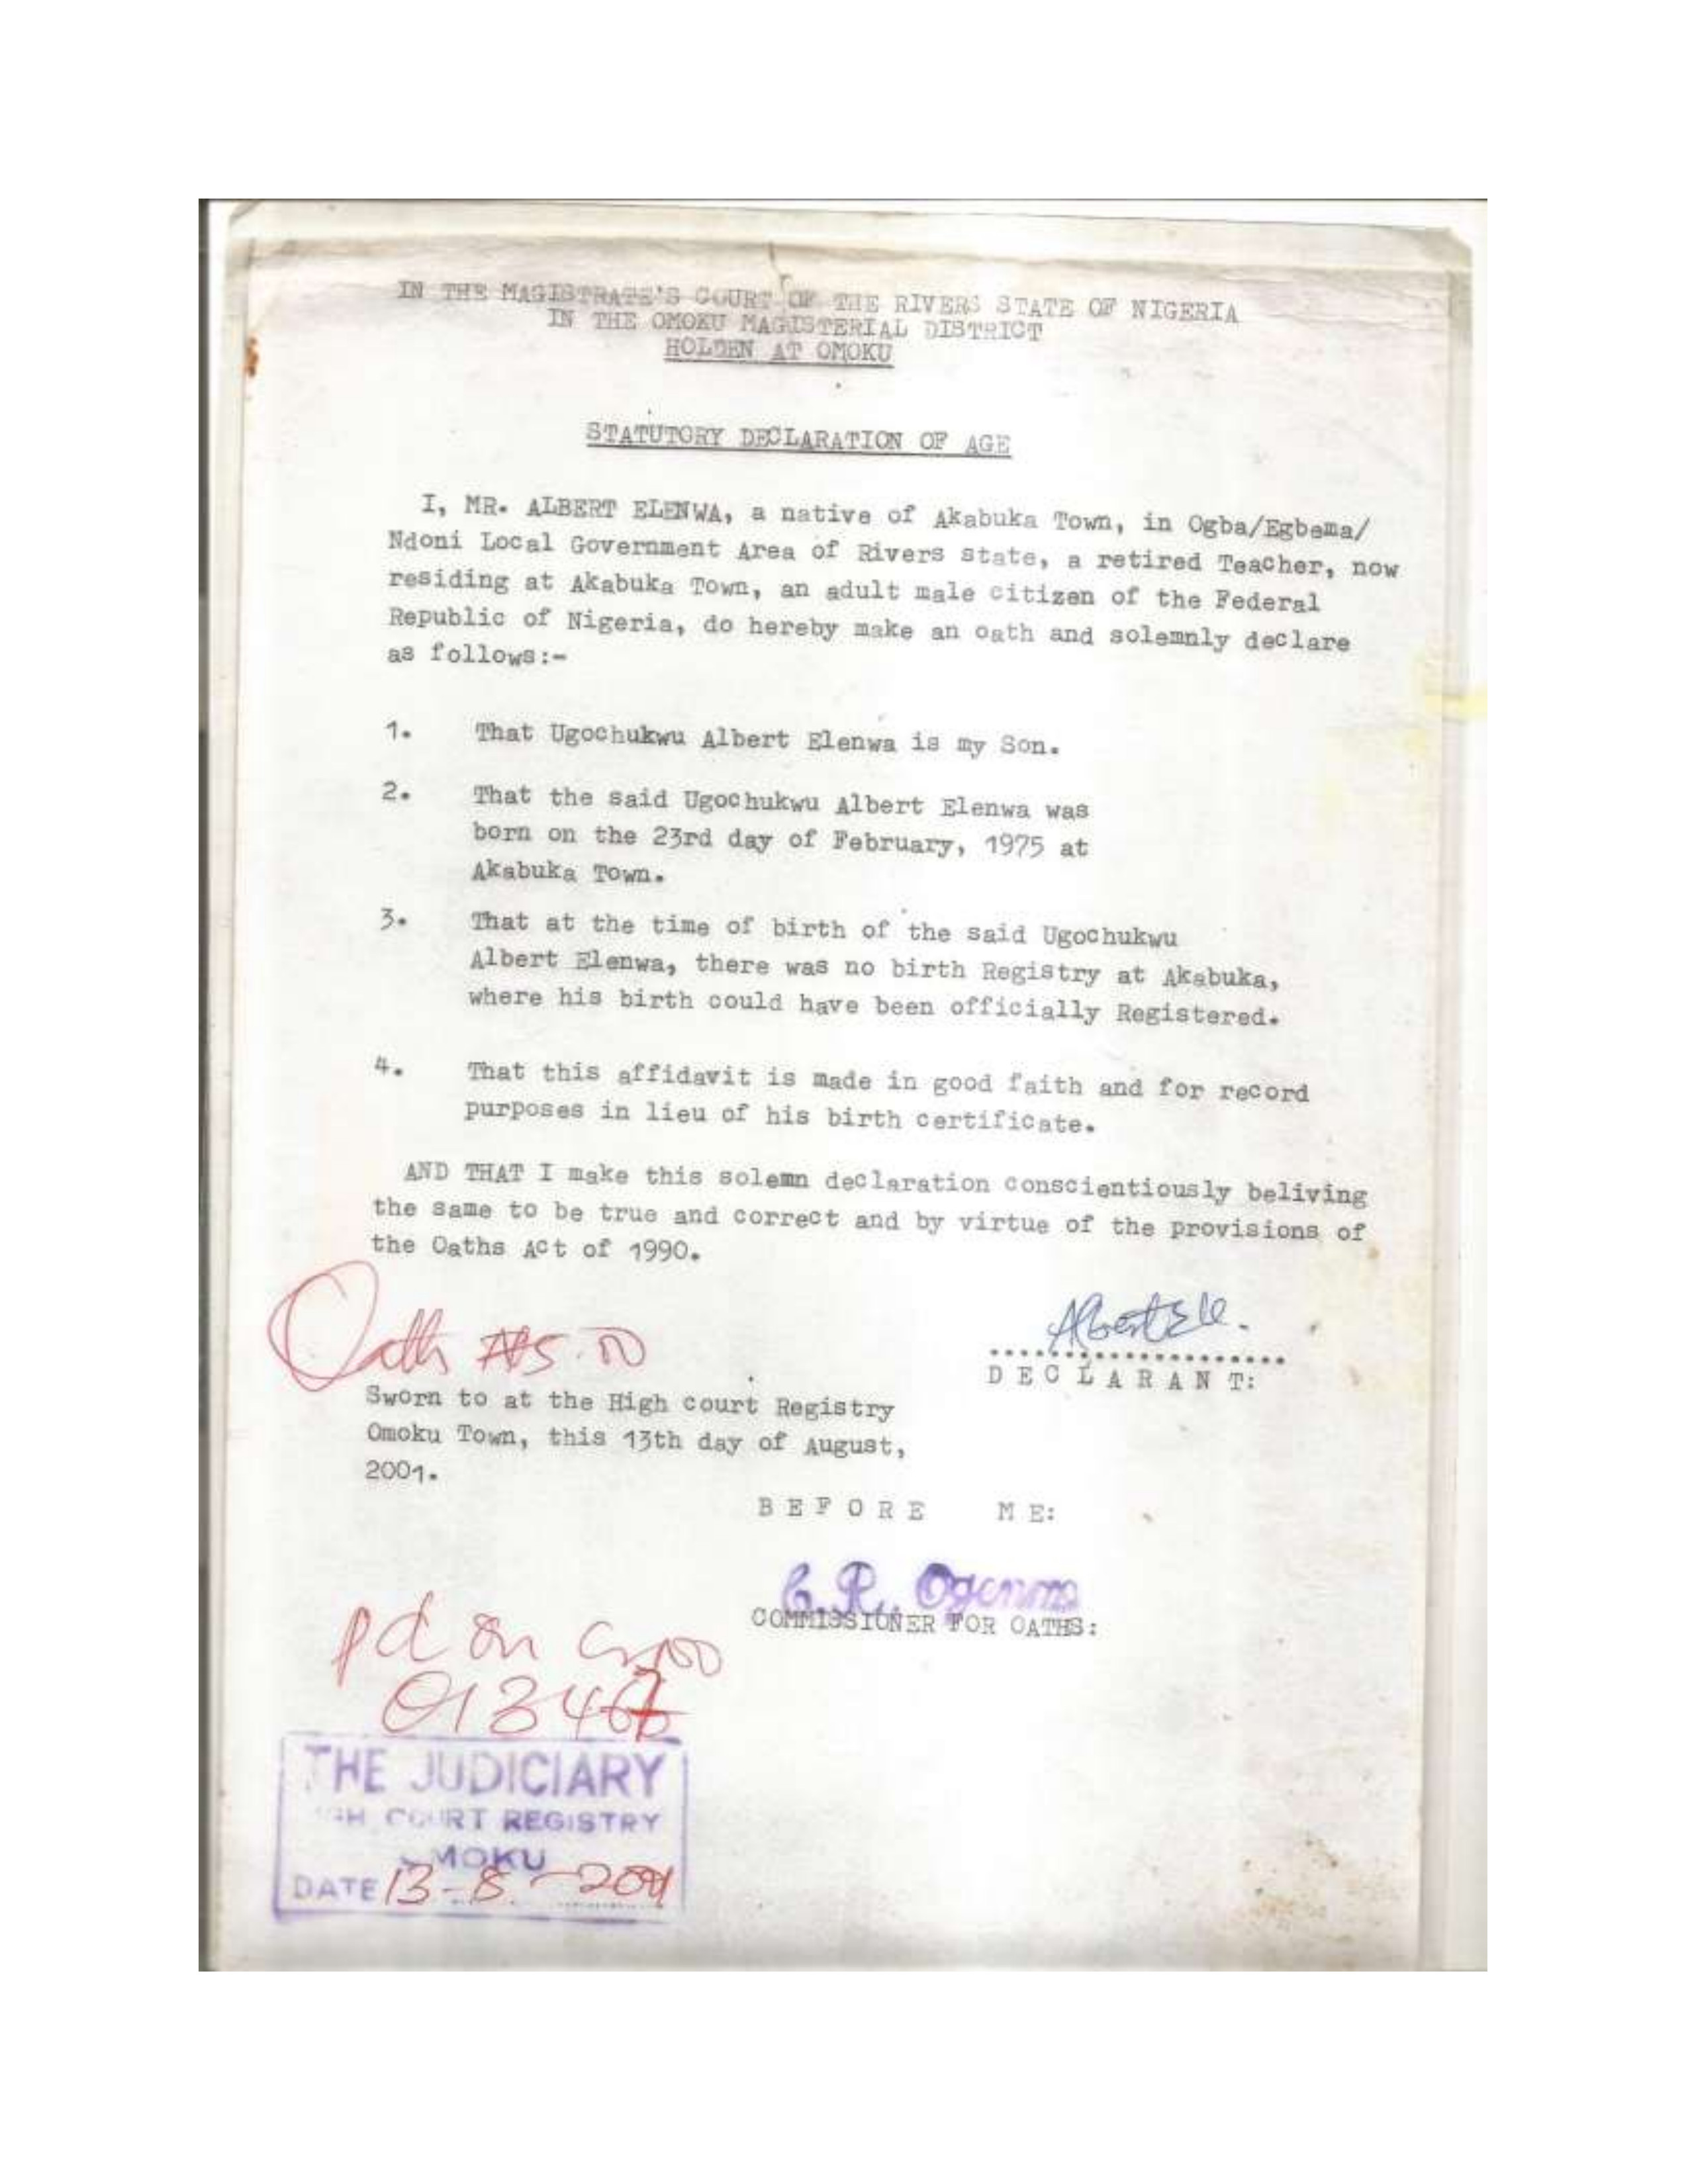 IN THE MAGISTRATE'S COURT OF THE RIVERS STATE OF NIGERIA
IN THE OMOKU MAGISTERIAL DISTRICT
HOLDEN AT OMOKU
STATUTORY DECLARATION OF AGE
I, MR. ALBERT ELENWA, a native of Akabuka Town, in Ogba/Egbema/
Ndoni Local Government Area of Rivers state, a retired Teacher, now
residing at Akabuka Town, an adult male citizen of the Federal
Republic of Nigeria, do hereby make an oath and solemnly declare
as follows:-
1. That Ugochukwu Albert Elenwa is my Son.
2. That the said Ugochukwu Albert Elenwa was
born on the 23rd day of February, 1975 at
Akabuka Town.
3. That at the time of birth of the said Ugochukwu
Albert Elenwa, there was no birth Registry at Akabuka,
where his birth could have been officially Registered.
4. That this affidavit is made in good faith and for record
purposes in lieu of his birth certificate.
AND THAT I make this solemn declaration conscientiously beliving
the same to be true and correct and by virtue of the provisions of
the Oaths Act of 1990.
Oath
DECLARANT:
Sworn to at the High court Registry
Omoku Town, this 13th day of August,
2001.
BEFORE ME:
COMMISSIONER FOR OATHS:
pd on
THE JUDICIARY
COURT REGISTRY
MOKU
DATE 13-8-2001